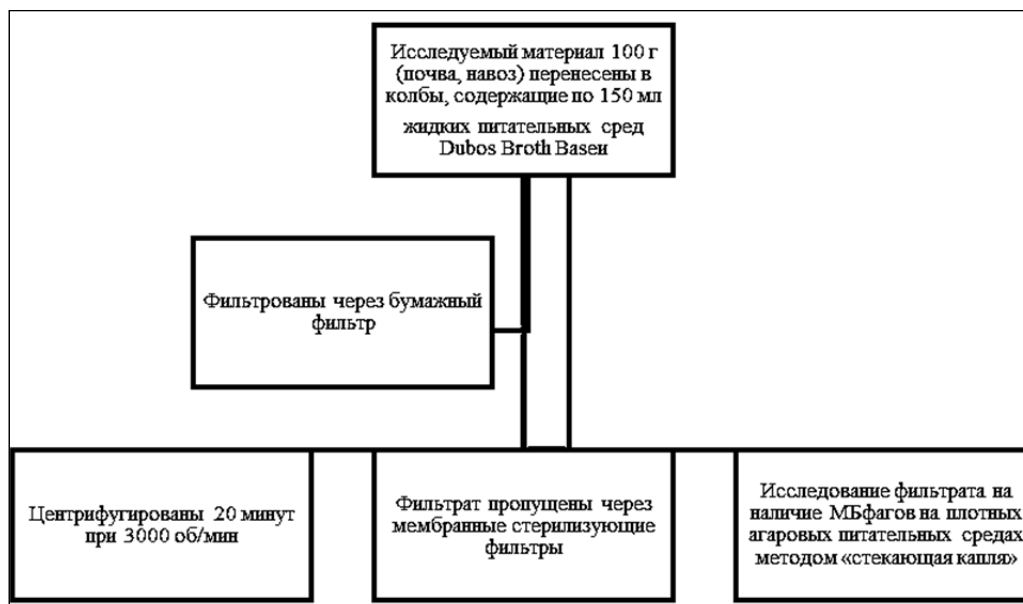 Исследуемый материал 100 г
(почва, навоз) перенесены в
колбы, содержащие по 150 мл
жидких питательных сред
Dubos Broth Baseи
Фильтрованы через бумажный
фильтр
Центрифугированы 20 минут
при 3000 об/мин
Фильтрат пропущены через
мембранные стерилизующие
фильтры
Исследование фильтрата на
наличие МБфагов на плотных
агаровых питательных средах
методом «стекающая капля»